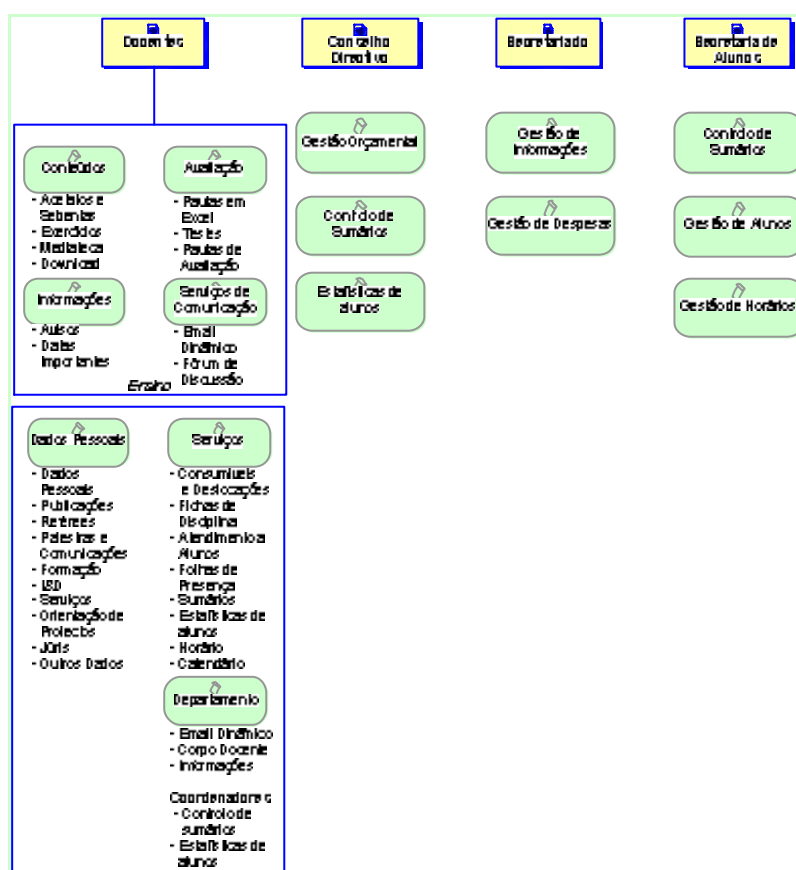 Docentes
Conselho
Directivo
Secretariado
Secretaria de
Alunos
Conteúdos
- Acetatos e
Sebentas
- Exercícios
- Mediateca
- Download
Avaliação
- Pautas em
Excel
- Testes
- Pautas de
Avaliação
Informações
- Avisos
- Datas
Importantes
Serviços de
Comunicação
- Email
Dinâmico
- Fórum de
Discussão
Ensino
Gestão Orçamental
Controlo de
Sumários
Estatísticas de
alunos
Gestão de
Informações
Gestão de Despesas
Controlo de
Sumários
Gestão de Alunos
Gestão de Horários
Dados Pessoais
- Dados
Pessoais
- Publicações
- Referees
- Palestras e
Comunicações
- Formação
- I&D
- Serviços
- Orientação de
Projectos
- Júris
- Outros Dados
Serviços
- Consumíveis
e Deslocações
- Fichas de
Disciplina
- Atendimento a
Alunos
- Folhas de
Presença
- Sumários
- Estatísticas de
alunos
- Horário
- Calendário
Departamento
- Email Dinâmico
- Corpo Docente
- Informações
Coordenadores
- Controlo de
sumários
- Estatísticas de
alunos